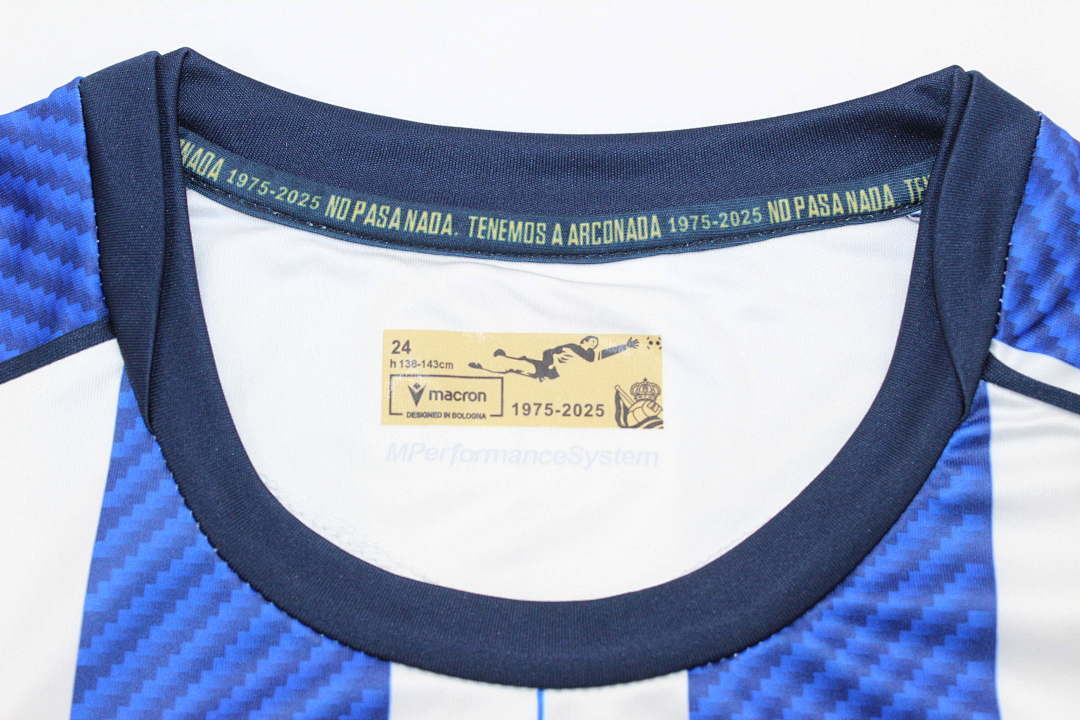 NADA 1975-2025 NO PASA NADA. TENEMOS A ARCONADA 1975-2025 NO PASA NADA. TEN
24
h 138-143cm
macron
DESIGNED IN BOLOGNA
1975-2025
MPerformanceSystem